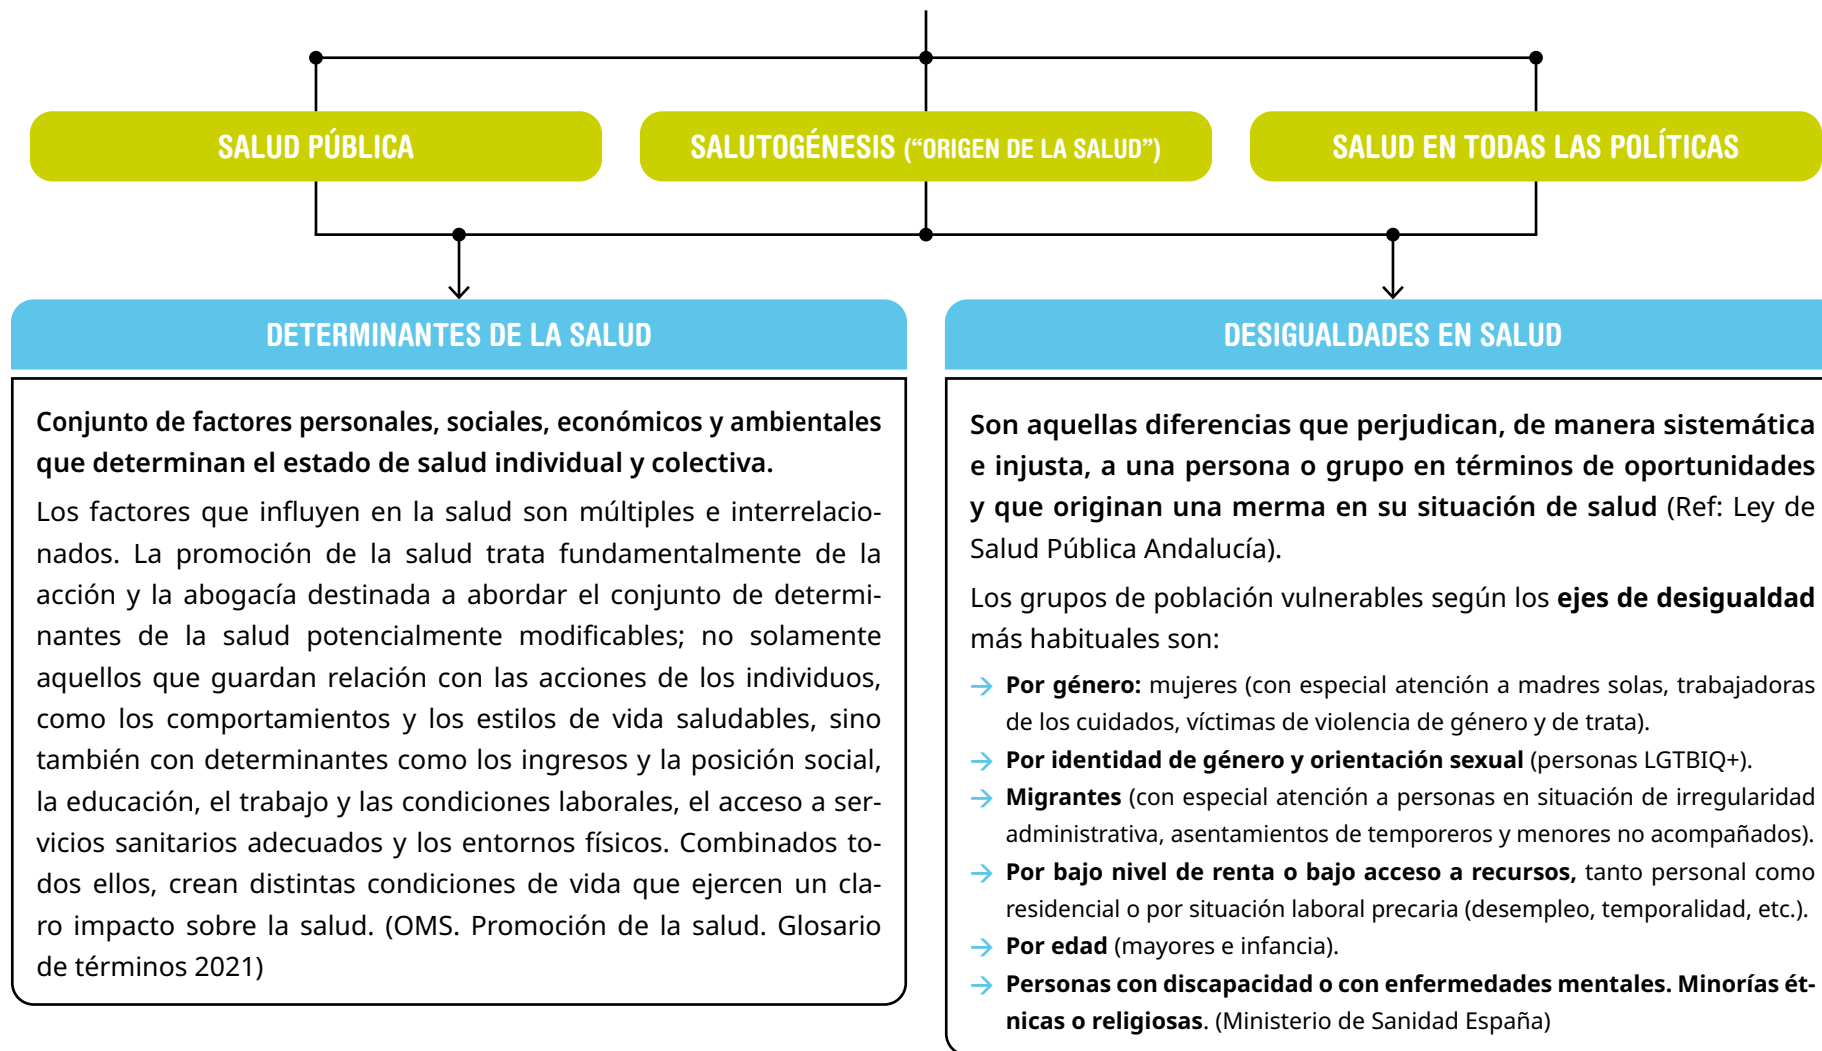 SALUD PÚBLICA
SALUTOGÉNESIS (“ORIGEN DE LA SALUD”)
SALUD EN TODAS LAS POLÍTICAS
DETERMINANTES DE LA SALUD
Conjunto de factores personales, sociales, económicos y ambientales
que determinan el estado de salud individual y colectiva.
Los factores que influyen en la salud son múltiples e interrelacio-
nados. La promoción de la salud trata fundamentalmente de la
acción y la abogacía destinada a abordar el conjunto de determi-
nantes de la salud potencialmente modificables; no solamente
aquellos que guardan relación con las acciones de los individuos,
como los comportamientos y los estilos de vida saludables, sino
también con determinantes como los ingresos y la posición social,
la educación, el trabajo y las condiciones laborales, el acceso a ser-
vicios sanitarios adecuados y los entornos físicos. Combinados to-
dos ellos, crean distintas condiciones de vida que ejercen un cla-
ro impacto sobre la salud. (OMS. Promoción de la salud. Glosario
de términos 2021)
DESIGUALDADES EN SALUD
Son aquellas diferencias que perjudican, de manera sistemática
e injusta, a una persona o grupo en términos de oportunidades
y que originan una merma en su situación de salud (Ref: Ley de
Salud Pública Andalucía).
Los grupos de población vulnerables según los ejes de desigualdad
más habituales son:
→ Por género: mujeres (con especial atención a madres solas, trabajadoras
de los cuidados, víctimas de violencia de género y de trata).
→ Por identidad de género y orientación sexual (personas LGTBIQ+).
→ Migrantes (con especial atención a personas en situación de irregularidad
administrativa, asentamientos de temporeros y menores no acompañados).
→ Por bajo nivel de renta o bajo acceso a recursos, tanto personal como
residencial o por situación laboral precaria (desempleo, temporalidad, etc.).
→ Por edad (mayores e infancia).
→ Personas con discapacidad o con enfermedades mentales. Minorías ét-
nicas o religiosas. (Ministerio de Sanidad España)